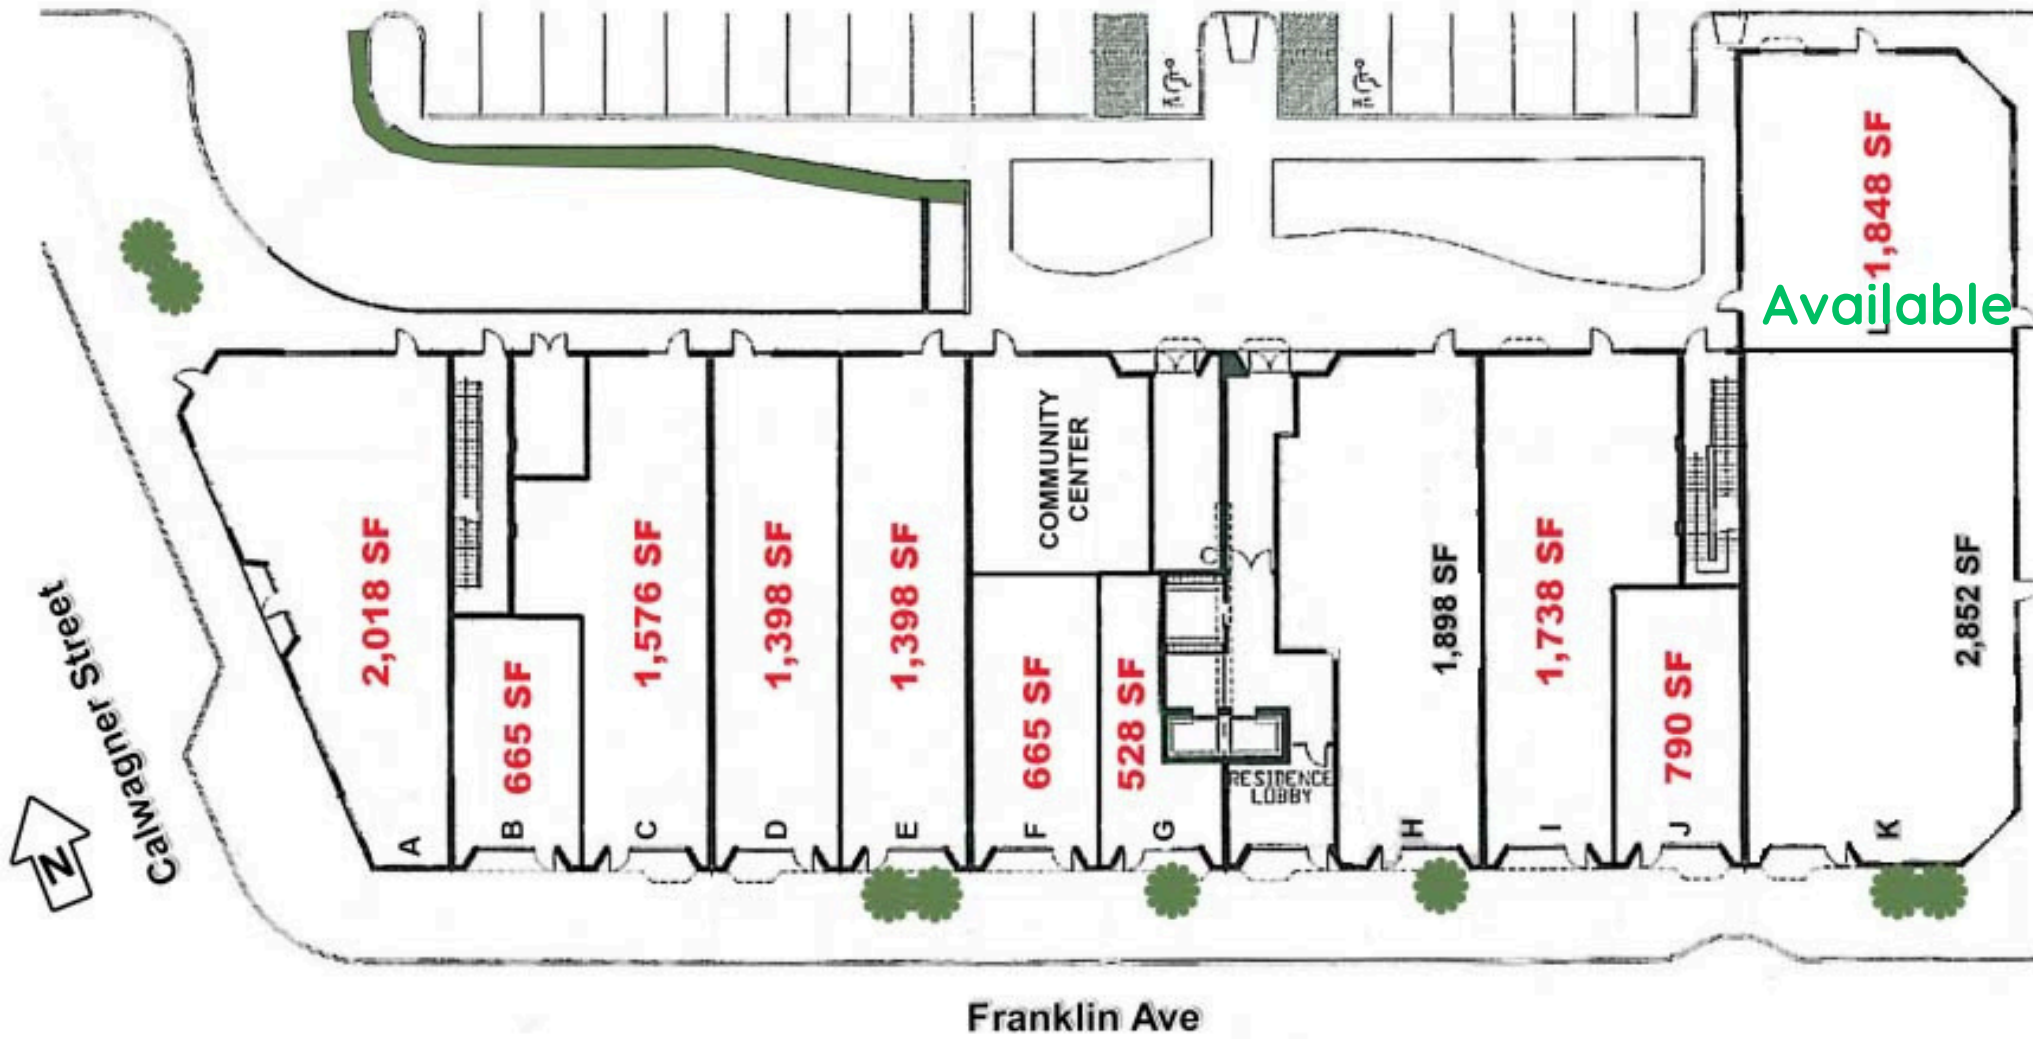 1,848 SF
L
Available
COMMUNITY
CENTER
2,018 SF
665 SF
1,576 SF
1,398 SF
1,398 SF
665 SF
528 SF
1,898 SF
1,738 SF
790 SF
2,852 SF
RESIDENCE
LOBBY
A
B
C
D
E
F
G
H
I
J
K
Calwagner Street
N
Franklin Ave